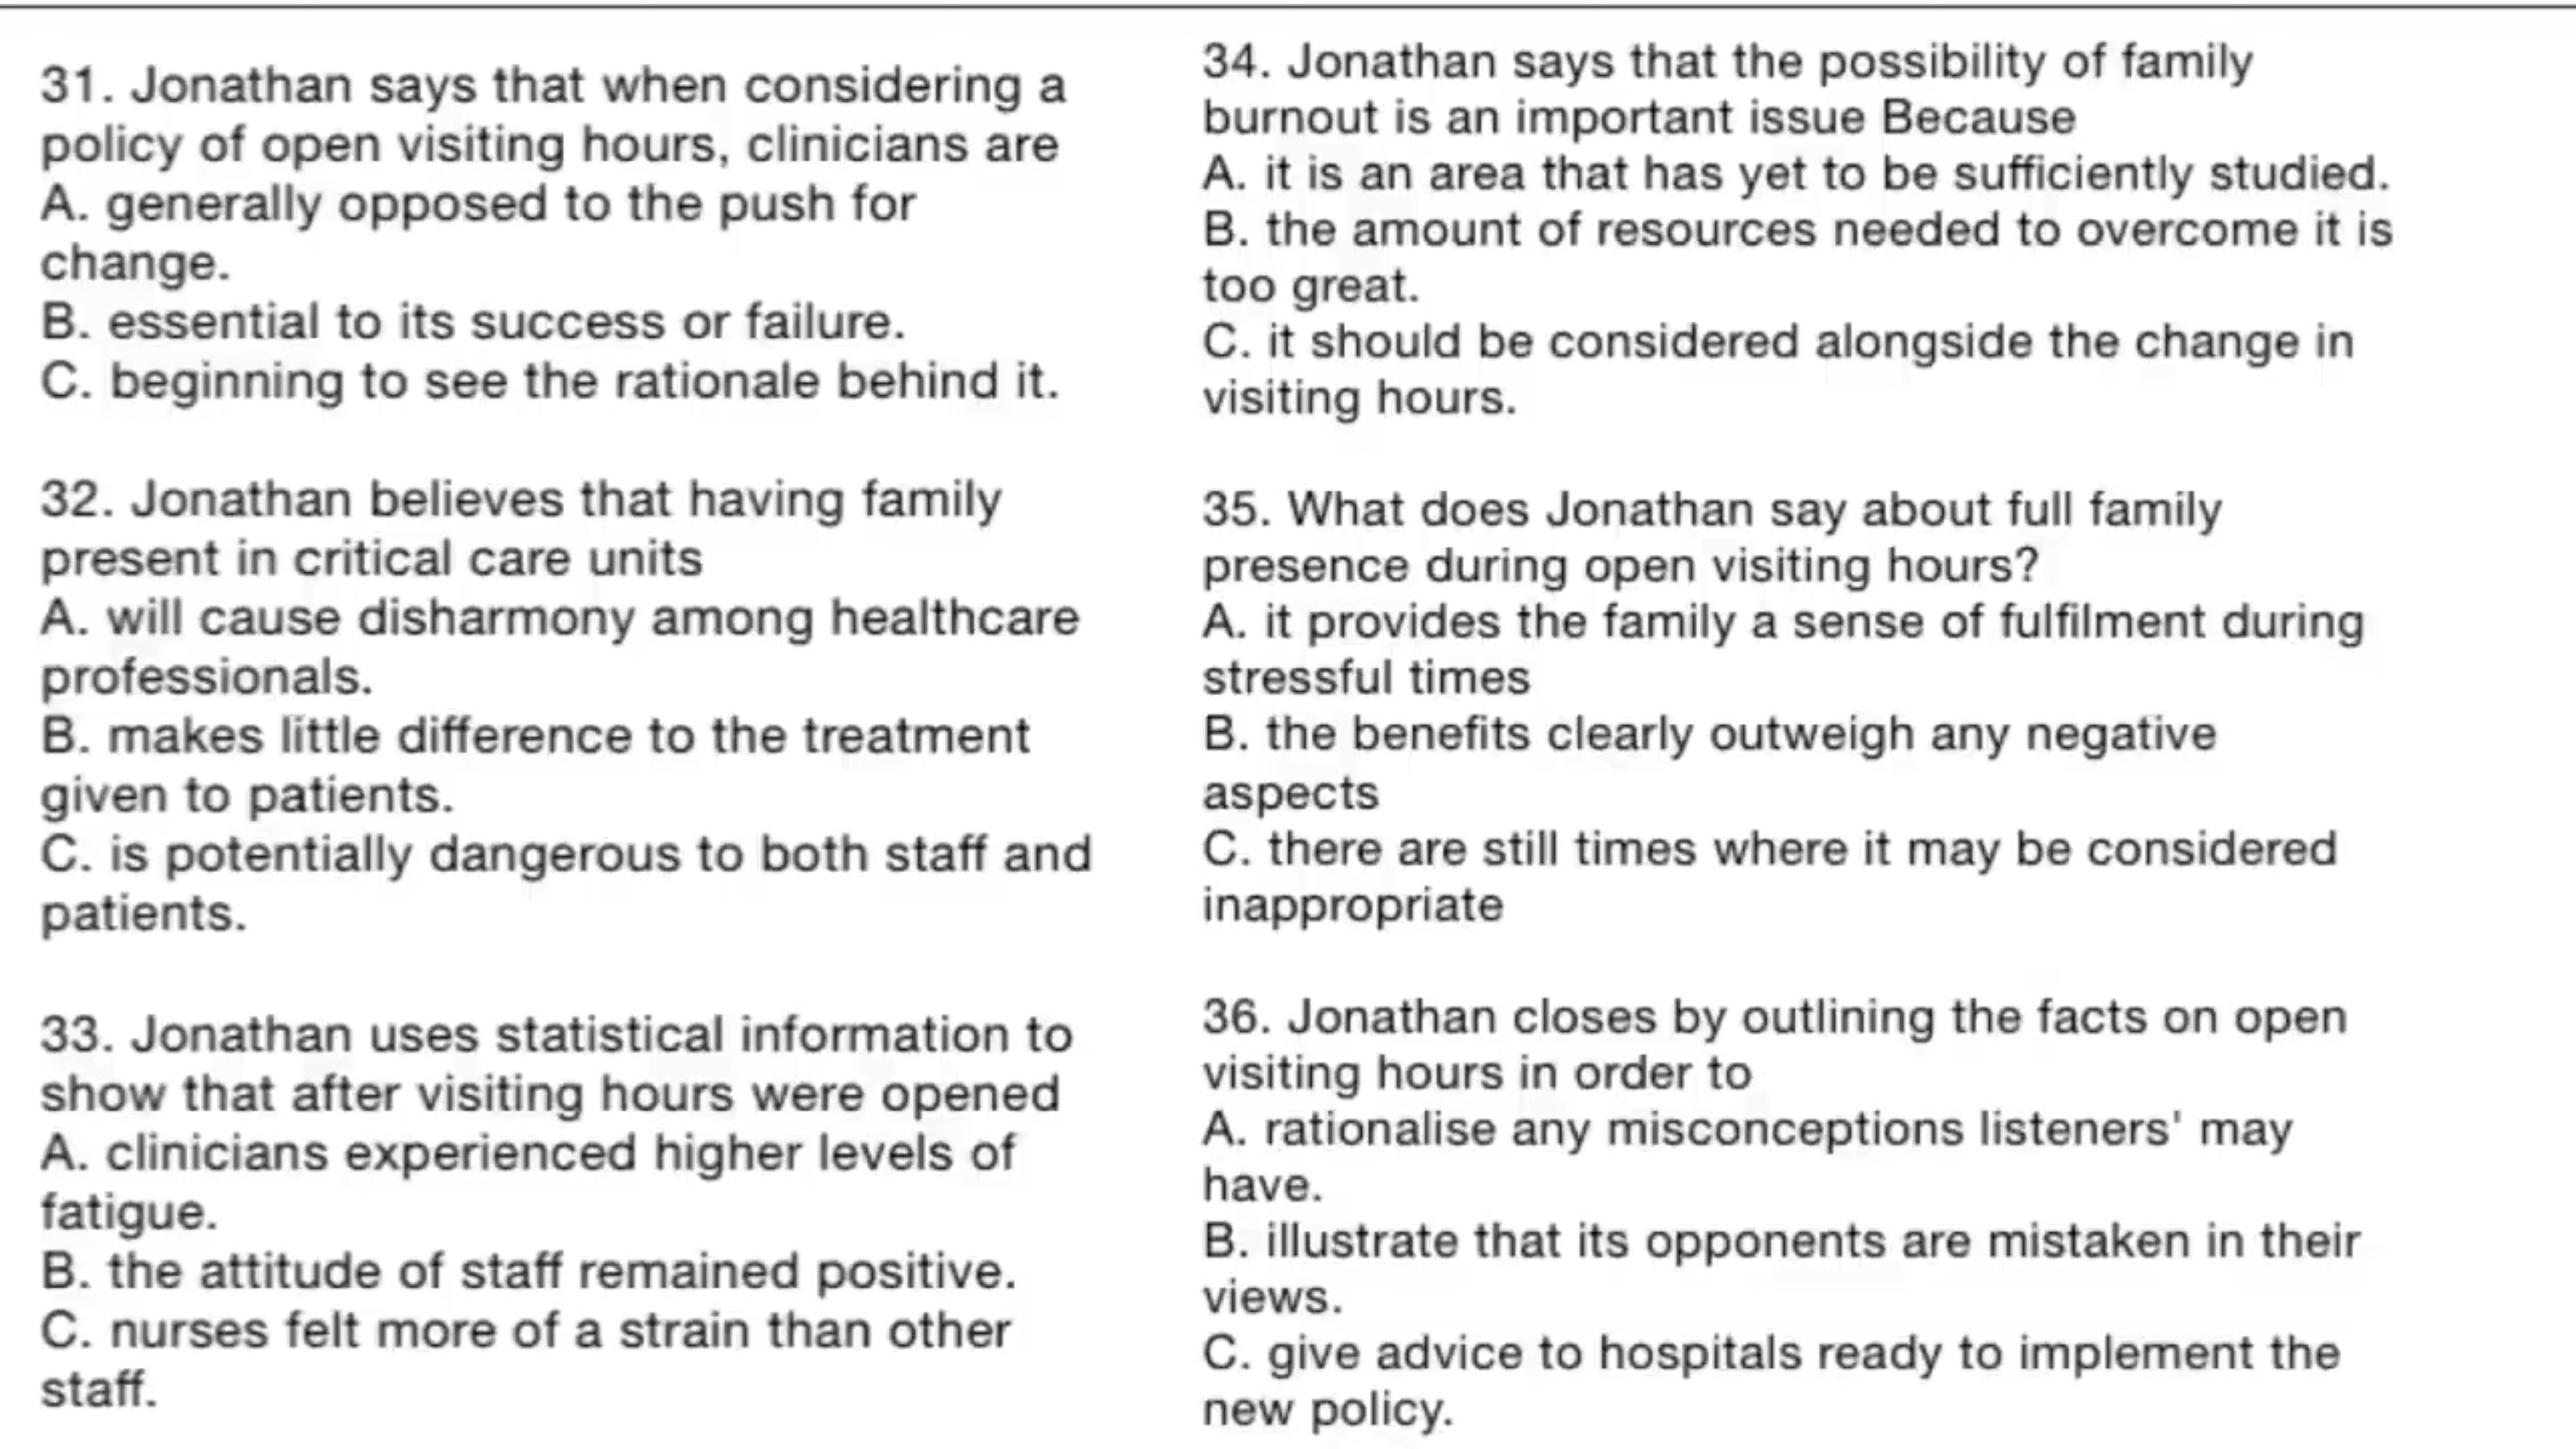 31. Jonathan says that when considering a
policy of open visiting hours, clinicians are
A. generally opposed to the push for
change.
B. essential to its success or failure.
C. beginning to see the rationale behind it.
32. Jonathan believes that having family
present in critical care units
A. will cause disharmony among healthcare
professionals.
B. makes little difference to the treatment
given to patients.
C. is potentially dangerous to both staff and
patients.
33. Jonathan uses statistical information to
show that after visiting hours were opened
A. clinicians experienced higher levels of
fatigue.
B. the attitude of staff remained positive.
C. nurses felt more of a strain than other
staff.
34. Jonathan says that the possibility of family
burnout is an important issue Because
A. it is an area that has yet to be sufficiently studied.
B. the amount of resources needed to overcome it is
too great.
C. it should be considered alongside the change in
visiting hours.
35. What does Jonathan say about full family
presence during open visiting hours?
A. it provides the family a sense of fulfilment during
stressful times
B. the benefits clearly outweigh any negative
aspects
C. there are still times where it may be considered
inappropriate
36. Jonathan closes by outlining the facts on open
visiting hours in order to
A. rationalise any misconceptions listeners' may
have.
B. illustrate that its opponents are mistaken in their
views.
C. give advice to hospitals ready to implement the
new policy.